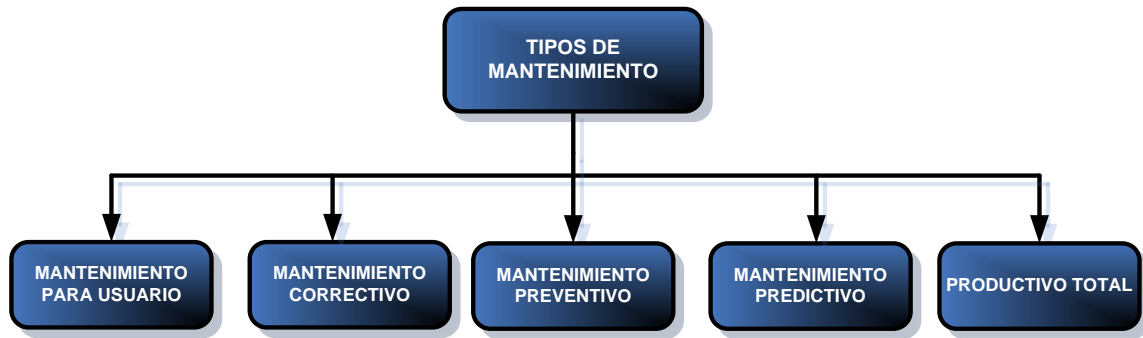 TIPOS DE
MANTENIMIENTO
MANTENIMIENTO
PARA USUARIO
MANTENIMIENTO
CORRECTIVO
MANTENIMIENTO
PREVENTIVO
MANTENIMIENTO
PREDICTIVO
PRODUCTIVO TOTAL